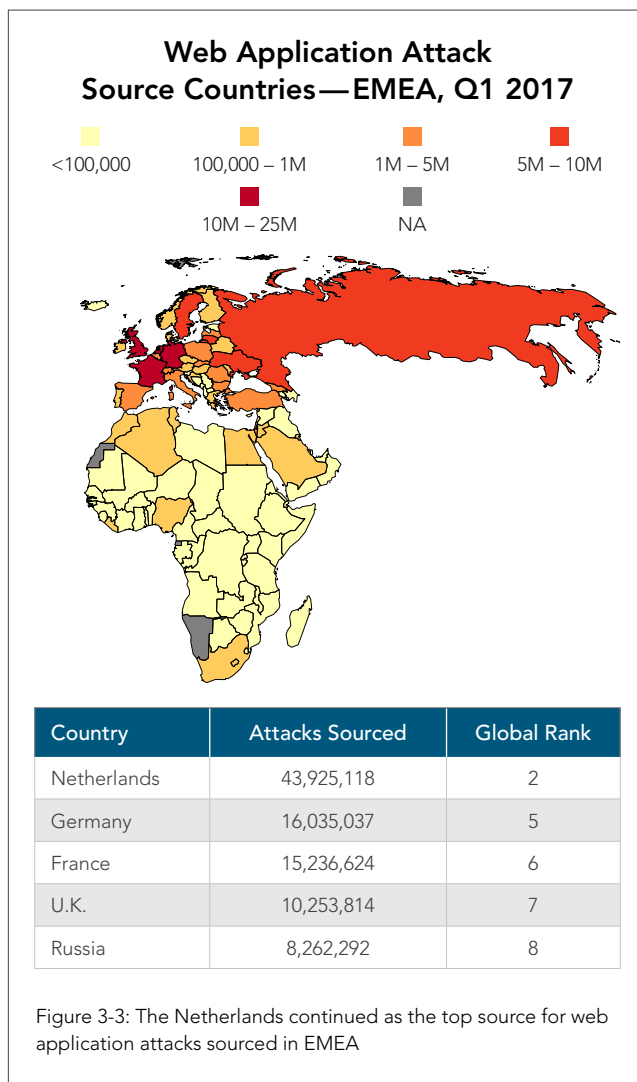 Web Application Attack
Source Countries — EMEA, Q1 2017
<100,000
100,000 – 1M
1M – 5M
5M – 10M
10M – 25M
NA
Country Attacks Sourced Global Rank
Netherlands 43,925,118 2
Germany 16,035,037 5
France 15,236,624 6
U.K. 10,253,814 7
Russia 8,262,292 8
Figure 3-3: The Netherlands continued as the top source for web
application attacks sourced in EMEA